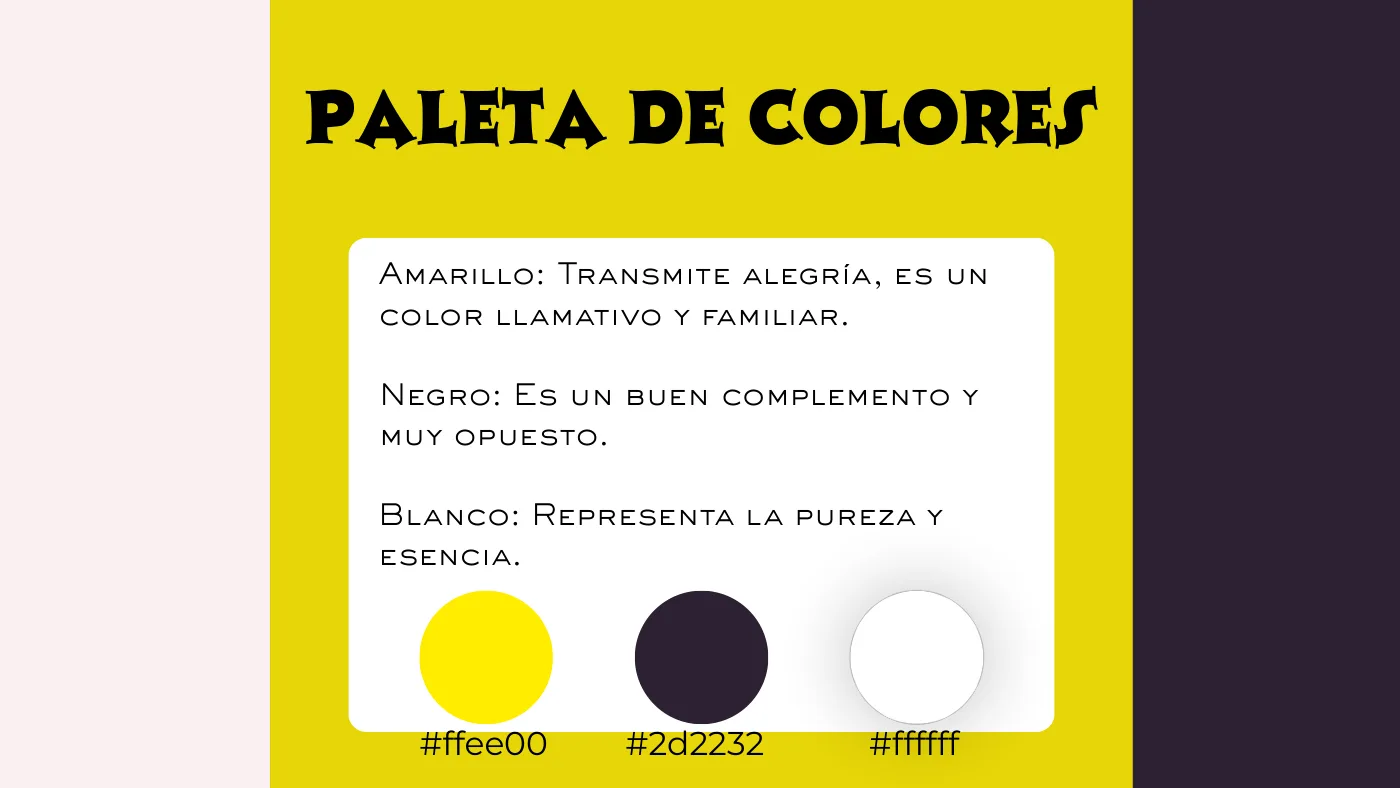 PALETA DE COLORES
Amarillo: Transmite alegría, es un
color llamativo y familiar.
Negro: Es un buen complemento y
muy opuesto.
Blanco: Representa la pureza y
esencia.
#ffee00 #2d2232 #ffffff